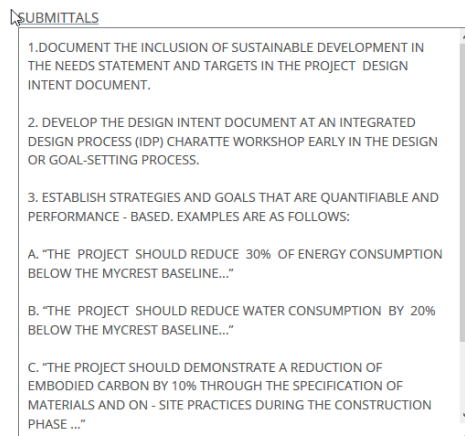 SUBMITTALS
1.DOCUMENT THE INCLUSION OF SUSTAINABLE DEVELOPMENT IN
THE NEEDS STATEMENT AND TARGETS IN THE PROJECT DESIGN
INTENT DOCUMENT.
2. DEVELOP THE DESIGN INTENT DOCUMENT AT AN INTEGRATED
DESIGN PROCESS (IDP) CHARATTE WORKSHOP EARLY IN THE DESIGN
OR GOAL-SETTING PROCESS.
3. ESTABLISH STRATEGIES AND GOALS THAT ARE QUANTIFIABLE AND
PERFORMANCE - BASED. EXAMPLES ARE AS FOLLOWS:
A. “THE PROJECT SHOULD REDUCE 30% OF ENERGY CONSUMPTION
BELOW THE MYCREST BASELINE...”
B. “THE PROJECT SHOULD REDUCE WATER CONSUMPTION BY 20%
BELOW THE MYCREST BASELINE...”
C. “THE PROJECT SHOULD DEMONSTRATE A REDUCTION OF
EMBODIED CARBON BY 10% THROUGH THE SPECIFICATION OF
MATERIALS AND ON - SITE PRACTICES DURING THE CONSTRUCTION
PHASE ...”